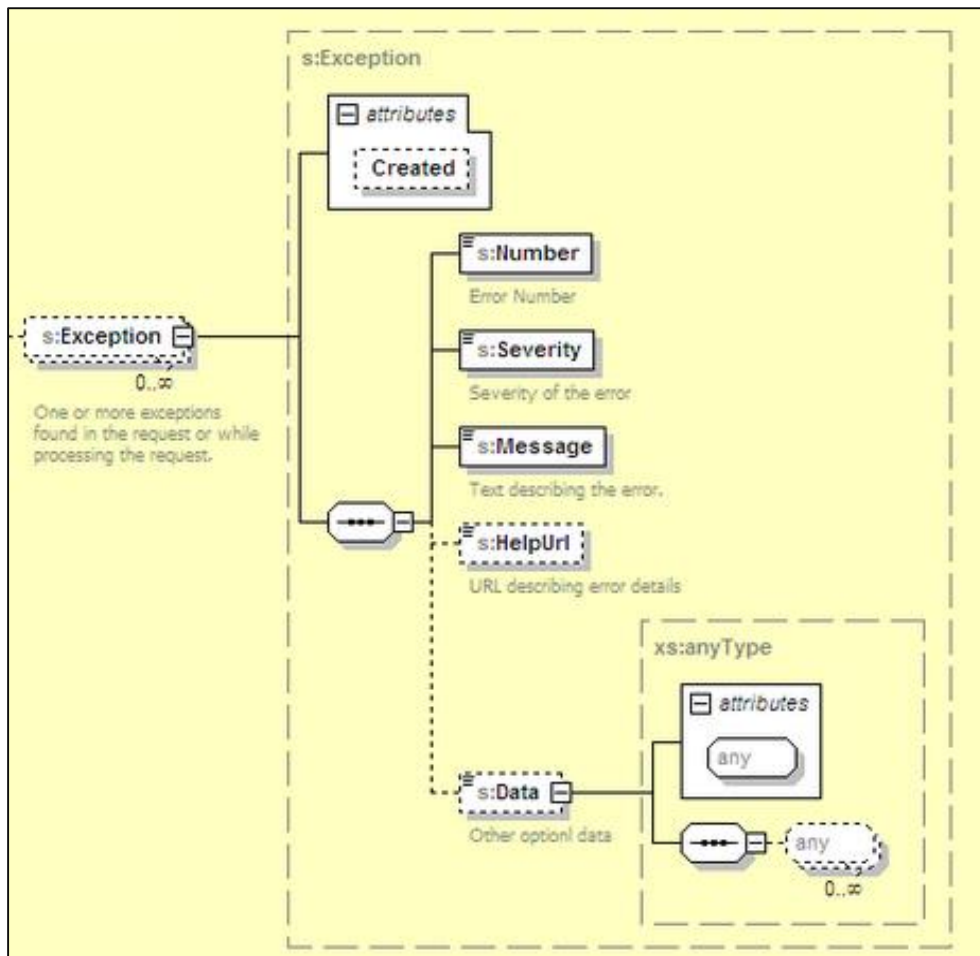 s:Exception
attributes
Created
s:Number
Error Number
s:Exception
0..∞
One or more exceptions
found in the request or while
processing the request.
s:Severity
Severity of the error
s:Message
Text describing the error.
s:HelpUrl
URL describing error details
xs:anyType
attributes
any
s:Data
Other optionl data
any
0..∞